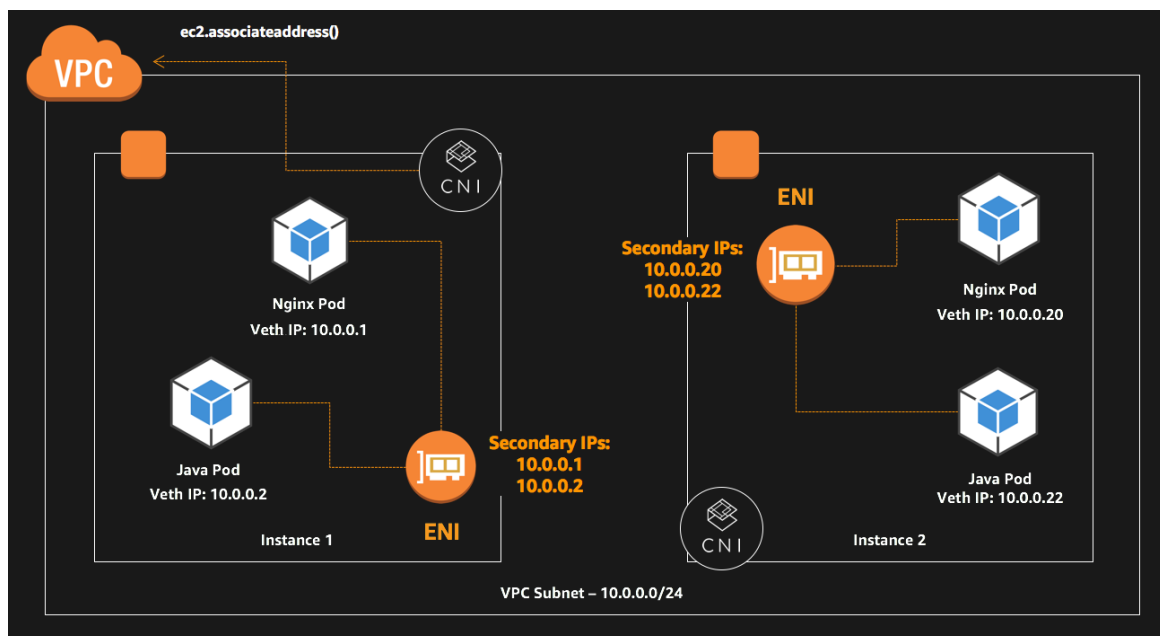 ec2.associateaddress()
VPC
CNI
Nginx Pod
Veth IP: 10.0.0.1
Java Pod
Veth IP: 10.0.0.2
Secondary IPs:
10.0.0.1
10.0.0.2
ENI
Instance 1
ENI
Secondary IPs:
10.0.0.20
10.0.0.22
Nginx Pod
Veth IP: 10.0.0.20
Java Pod
Veth IP: 10.0.0.22
CNI
Instance 2
VPC Subnet – 10.0.0.0/24